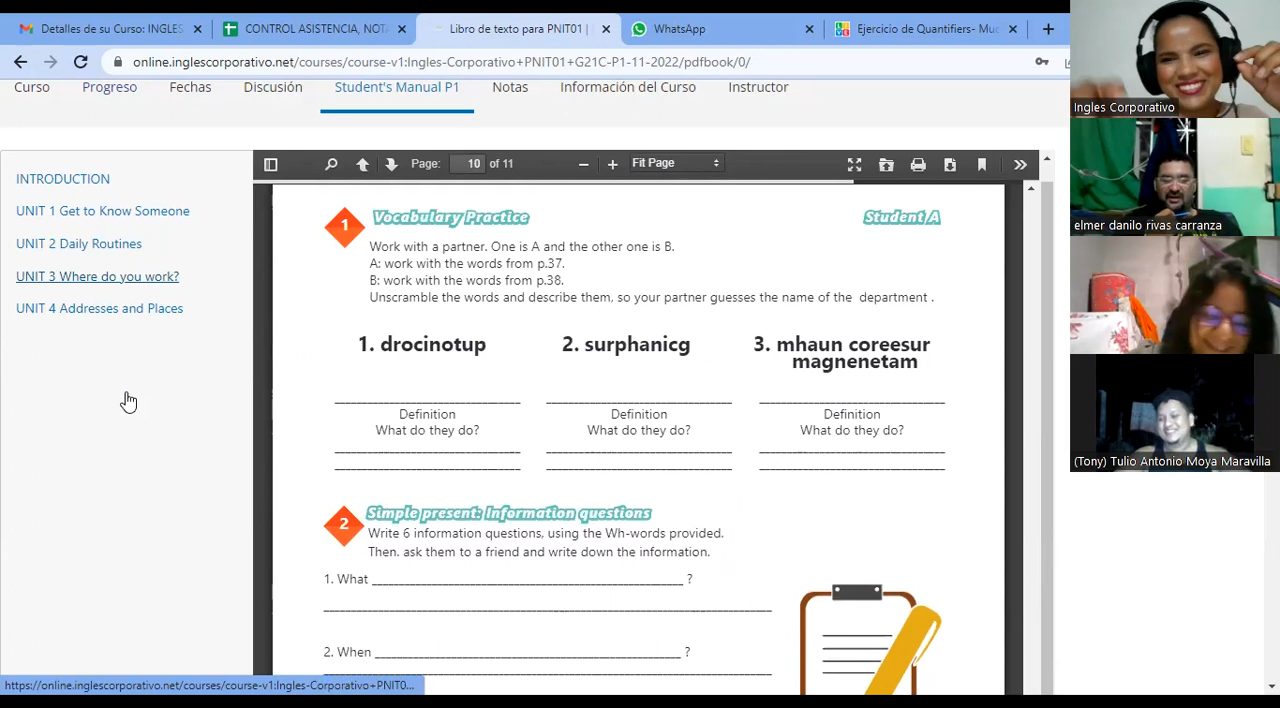 Detalles de su Curso: INGLES
CONTROL ASISTENCIA, NOTA
Libro de texto para PNIT01 |
WhatsApp
Ejercicio de Quantifiers- Muc
online.inglescorporativo.net/courses/course-v1:Ingles-Corporativo+PNIT01+G21C-P1-11-2022/pdfbook/0/
Curso Progreso Fechas Discusión Student's Manual P1 Notas Información del Curso Instructor
Page: 10 of 11 Fit Page
INTRODUCTION
UNIT 1 Get to Know Someone
UNIT 2 Daily Routines
UNIT 3 Where do you work?
UNIT 4 Addresses and Places
1 Vocabulary Practice Student A
Work with a partner. One is A and the other one is B.
A: work with the words from p.37.
B: work with the words from p.38.
Unscramble the words and describe them, so your partner guesses the name of the department .
1. drocinotup 2. surphanicg 3. mhaun coreesur
magnenetam
Definition Definition Definition
What do they do? What do they do? What do they do?
2 Simple present: Information questions
Write 6 information questions, using the Wh-words provided.
Then. ask them to a friend and write down the information.
1. What ______ ?
2. When ______ ?
https://online.inglescorporativo.net/courses/course-v1:Ingles-Corporativo+PNIT0...
Ingles Corporativo
elmer danilo rivas carranza
(Tony) Tulio Antonio Moya Maravilla